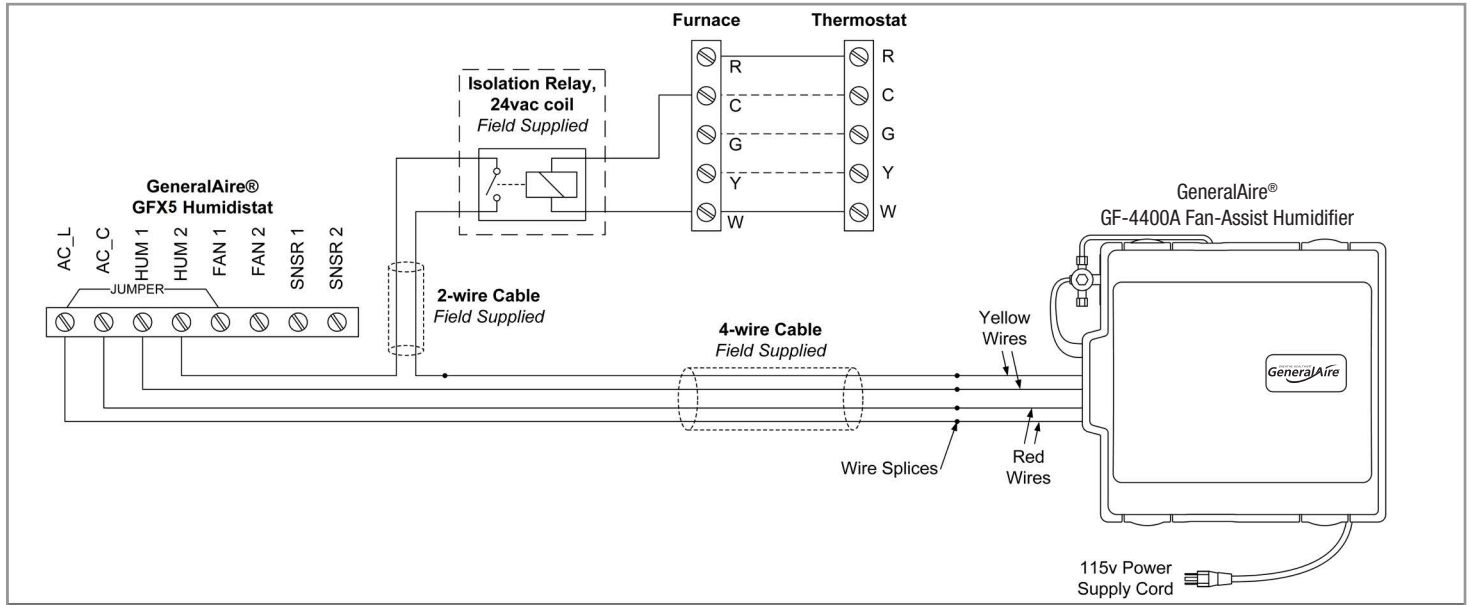 Furnace
Thermostat
R
C
G
Y
W
R
C
G
Y
W
Isolation Relay,
24vac coil
Field Supplied
GeneralAire®
GFX5 Humidistat
AC_L
AC_C
HUM 1
HUM 2
FAN 1
FAN 2
SNSR 1
SNSR 2
JUMPER
2-wire Cable
Field Supplied
4-wire Cable
Field Supplied
Yellow
Wires
Wire Splices
Red
Wires
GeneralAire®
GF-4400A Fan-Assist Humidifier
GeneralAire
115v Power
Supply Cord